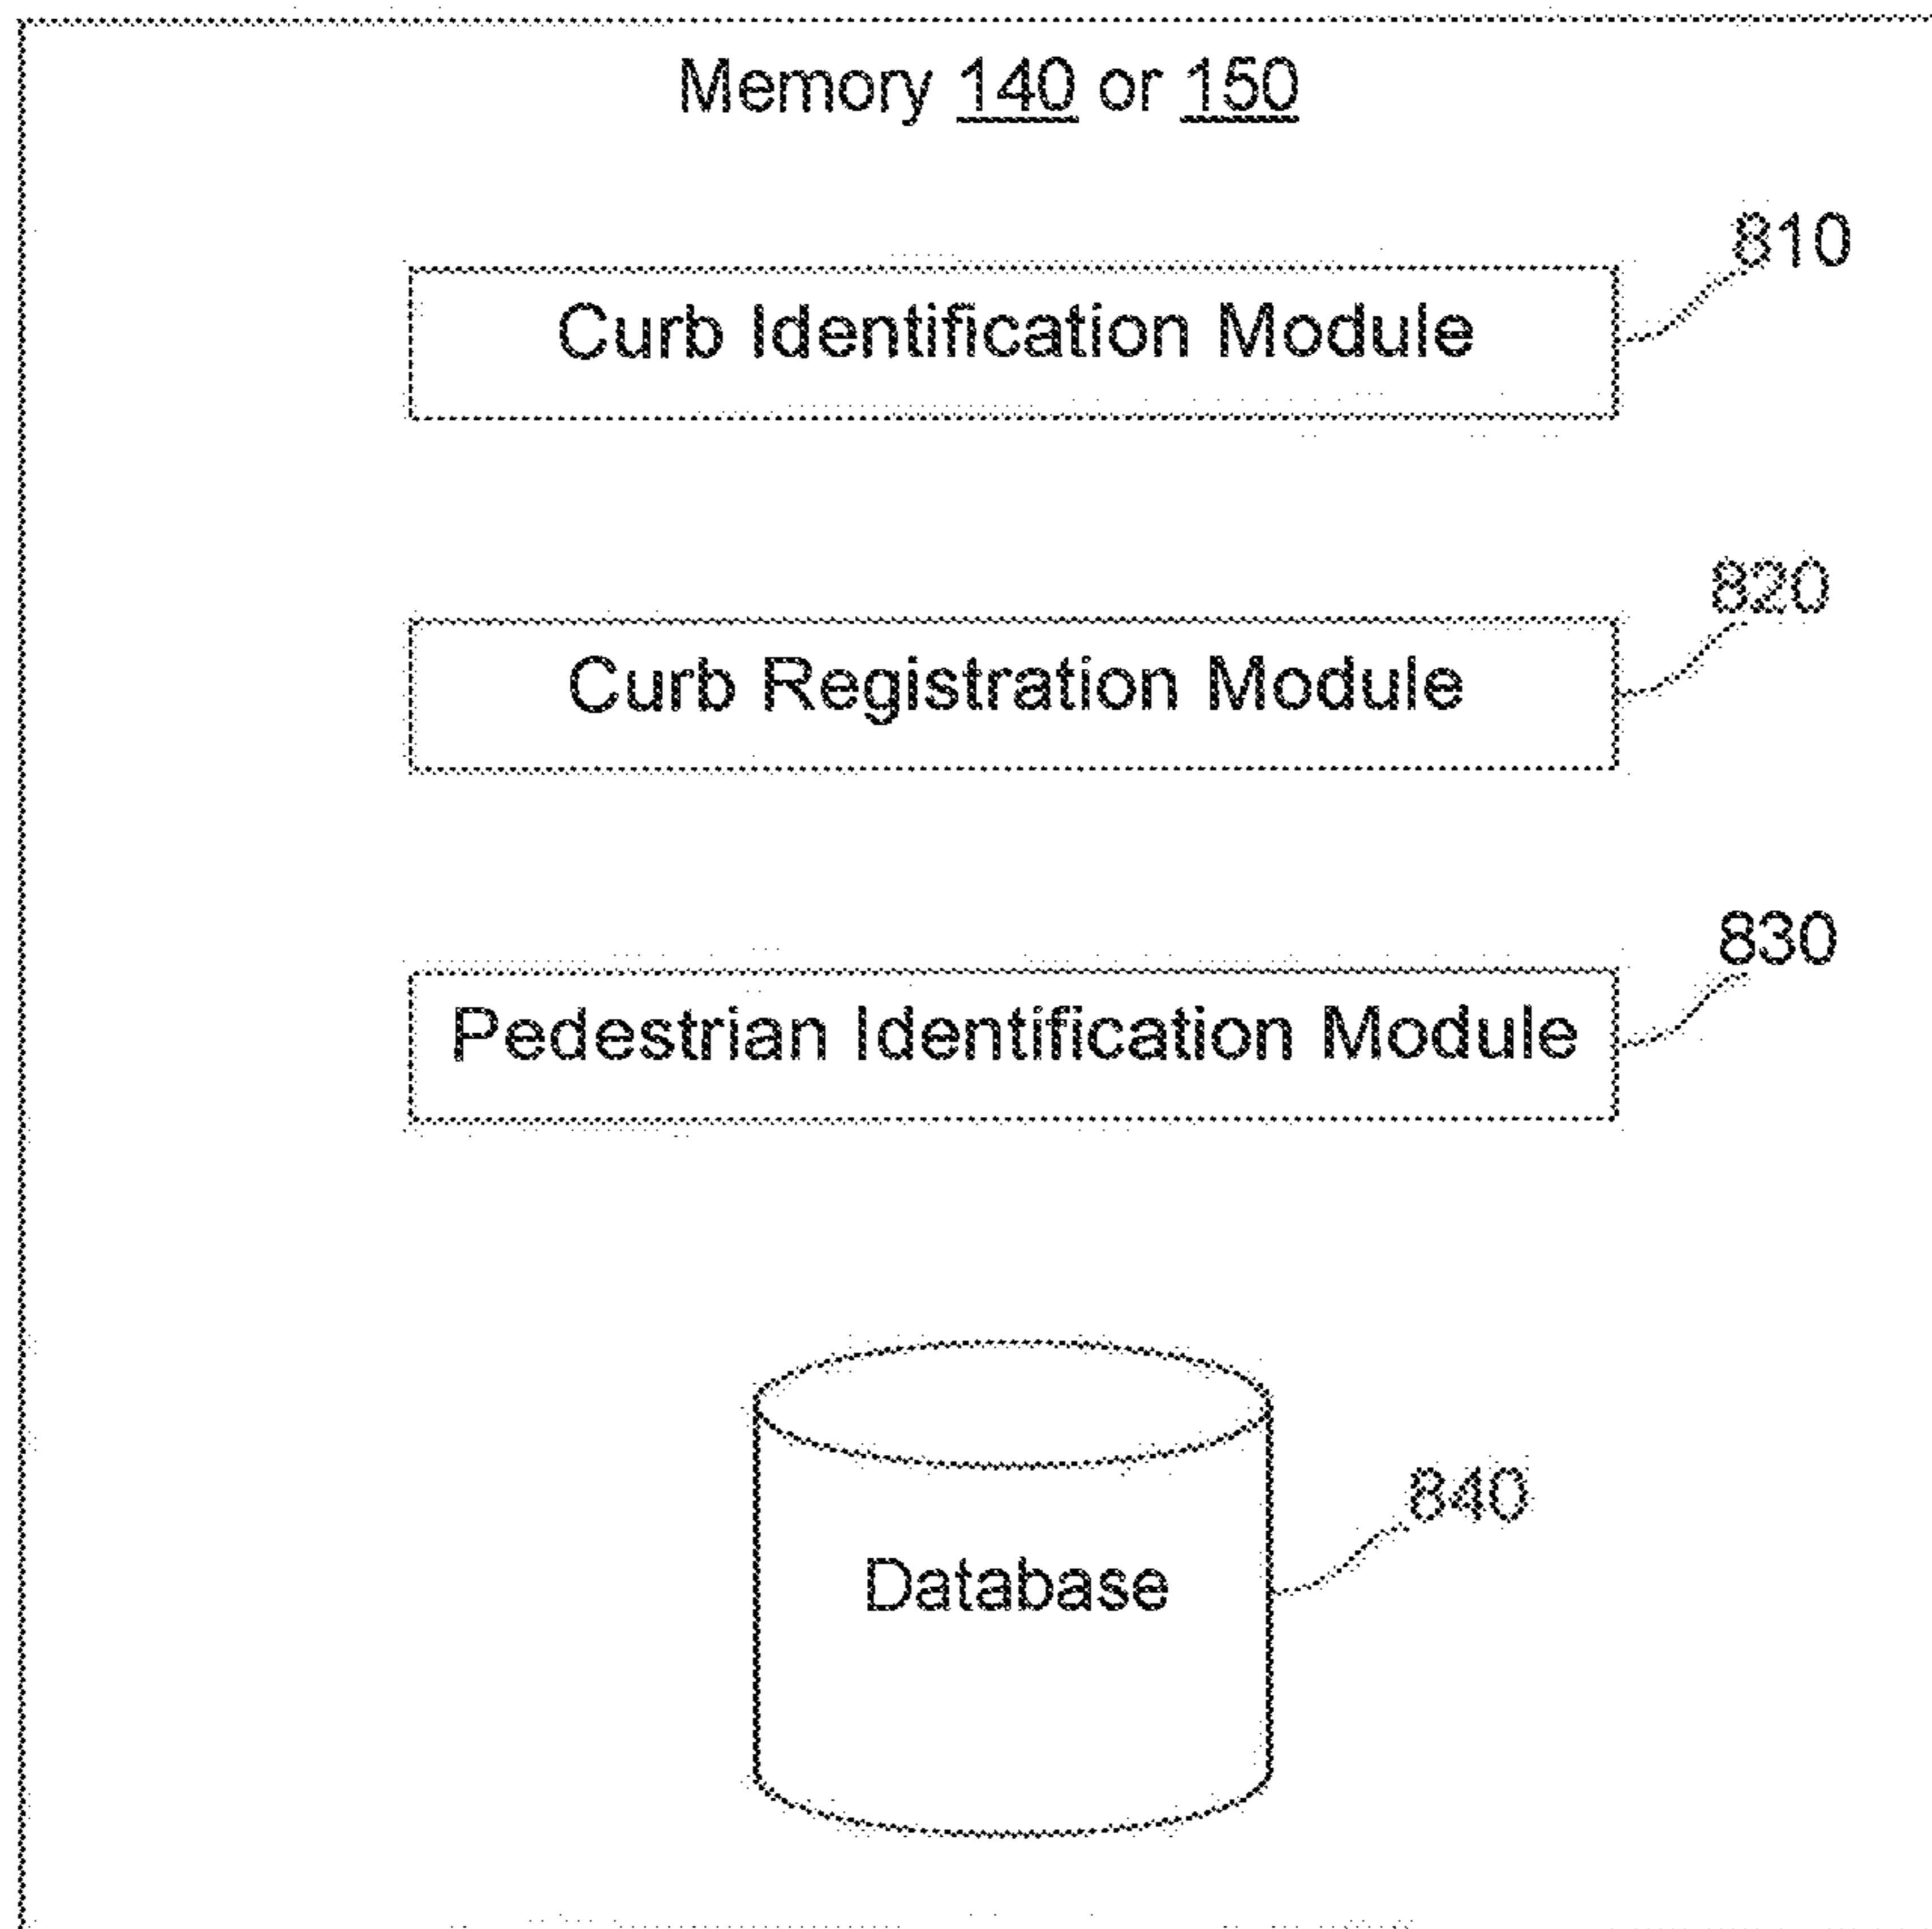 Memory 140 or 150
810
Curb Identification Module
820
Curb Registration Module
830
Pedestrian Identification Module
840
Database